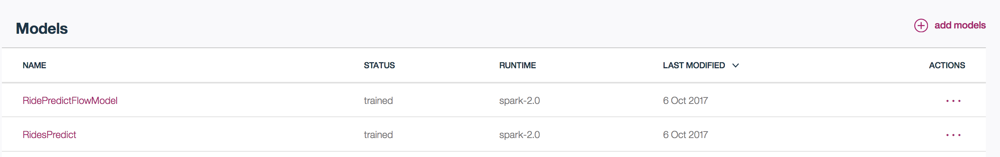 Models
add models
NAME STATUS RUNTIME LAST MODIFIED ACTIONS
RidePredictFlowModel trained spark-2.0 6 Oct 2017
RidesPredict trained spark-2.0 6 Oct 2017